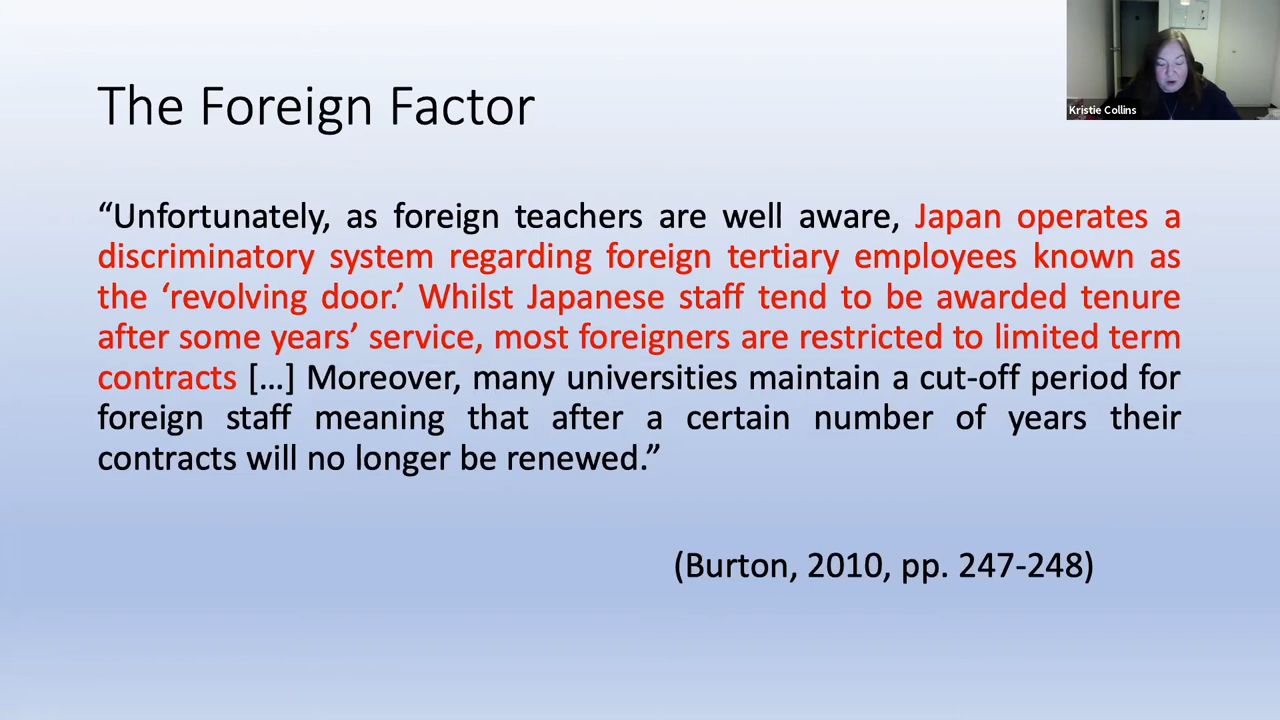 The Foreign Factor
Kristie Collins
“Unfortunately, as foreign teachers are well aware, Japan operates a
discriminatory system regarding foreign tertiary employees known as
the ‘revolving door.’ Whilst Japanese staff tend to be awarded tenure
after some years’ service, most foreigners are restricted to limited term
contracts […] Moreover, many universities maintain a cut-off period for
foreign staff meaning that after a certain number of years their
contracts will no longer be renewed.”
(Burton, 2010, pp. 247-248)